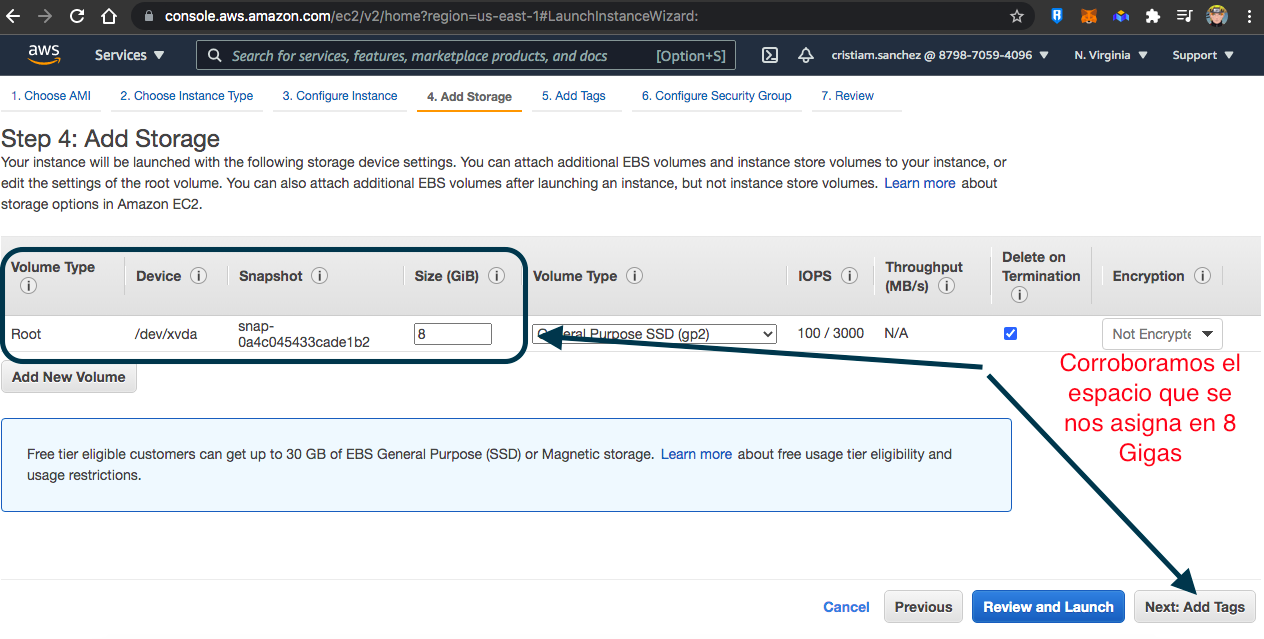 console.aws.amazon.com/ec2/v2/home?region=us-east-1#LaunchInstanceWizard:
aws
Services
Search for services, features, marketplace products, and docs
[Option+S]
cristiam.sanchez @ 8798-7059-4096
N. Virginia
Support
1. Choose AMI
2. Choose Instance Type
3. Configure Instance
4. Add Storage
5. Add Tags
6. Configure Security Group
7. Review
Step 4: Add Storage
Your instance will be launched with the following storage device settings. You can attach additional EBS volumes and instance store volumes to your instance, or
edit the settings of the root volume. You can also attach additional EBS volumes after launching an instance, but not instance store volumes. Learn more about
storage options in Amazon EC2.
Volume Type
Device
Snapshot
Size (GiB)
Volume Type
IOPS
Throughput
(MB/s)
Delete on
Termination
Encryption
Root
/dev/xvda
snap-
0a4c045433cade1b2
8
General Purpose SSD (gp2)
100 / 3000
N/A
Not Encrypte
Add New Volume
Corroboramos el
espacio que se
nos asigna en 8
Gigas
Free tier eligible customers can get up to 30 GB of EBS General Purpose (SSD) or Magnetic storage. Learn more about free usage tier eligibility and
usage restrictions.
Cancel
Previous
Review and Launch
Next: Add Tags